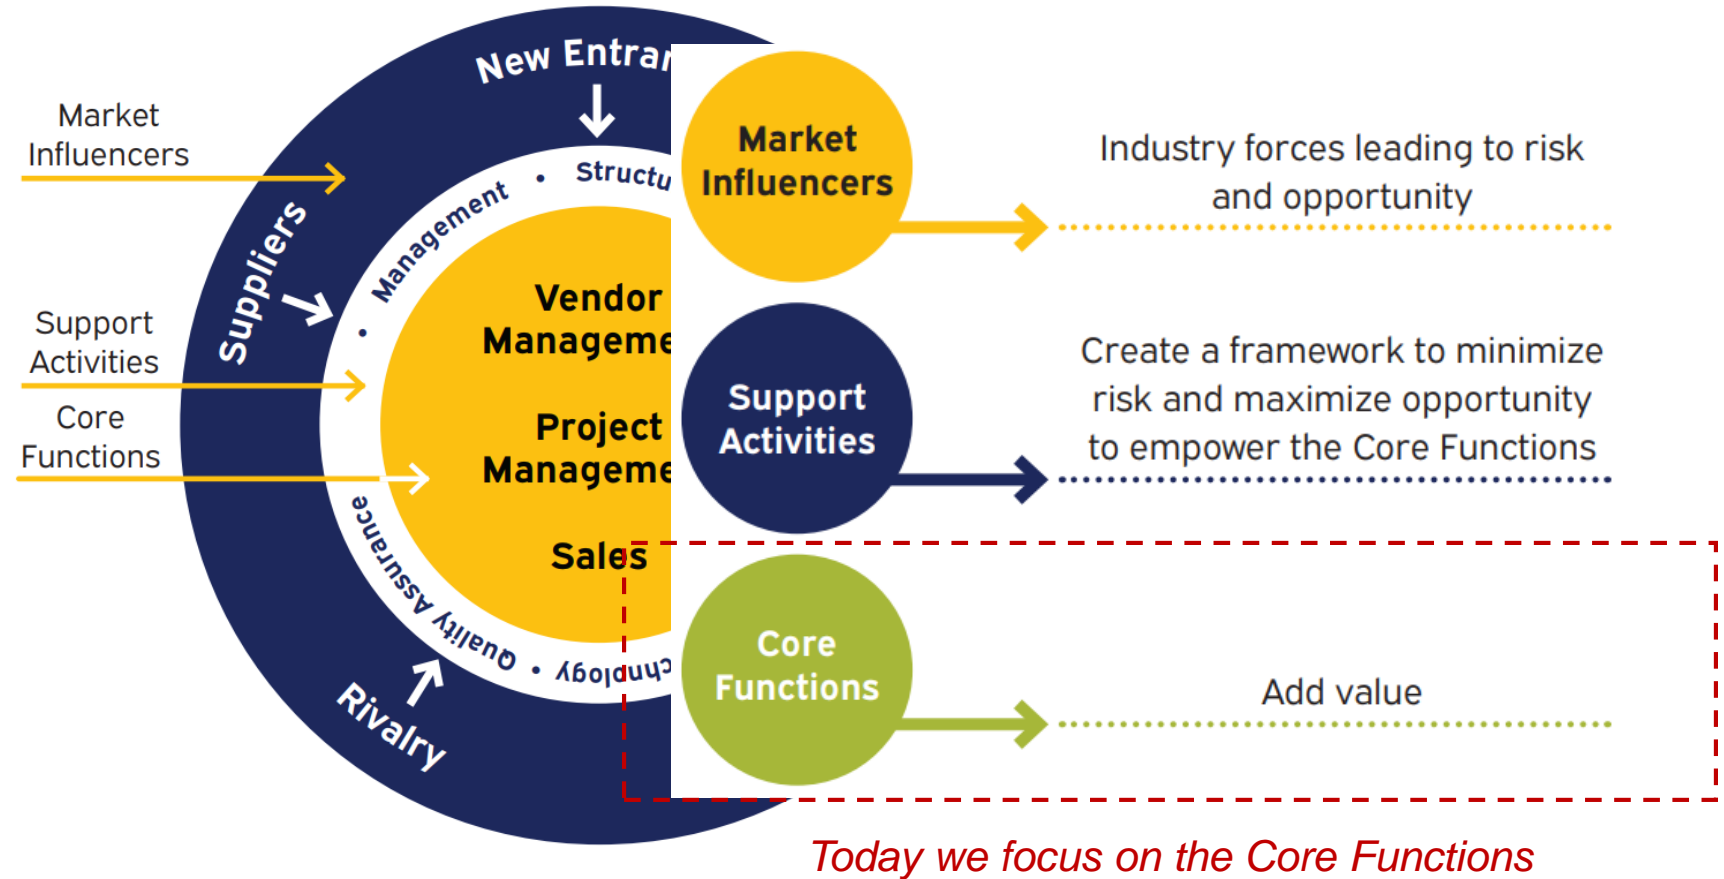 New Entran
Market
Influencers
Suppliers
Support
Activities
Core
Functions
Rivalry
Management • Structu
• Quality Assurance • chnology
Vendor
Manageme
Project
Manageme
Sales
Market
Influencers
Industry forces leading to risk
and opportunity
Support
Activities
Create a framework to minimize
risk and maximize opportunity
to empower the Core Functions
Core
Functions
Add value
Today we focus on the Core Functions